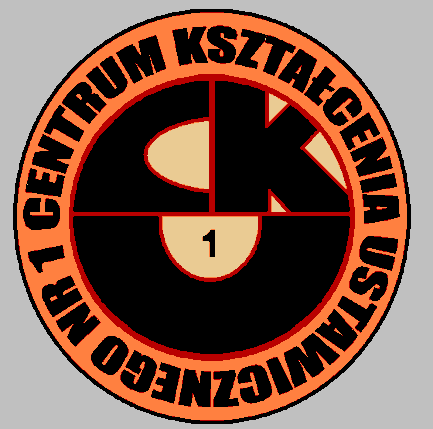 CENTRUM KSZTAŁCENIA USTAWICZNEGO NR 1
CK
U
1